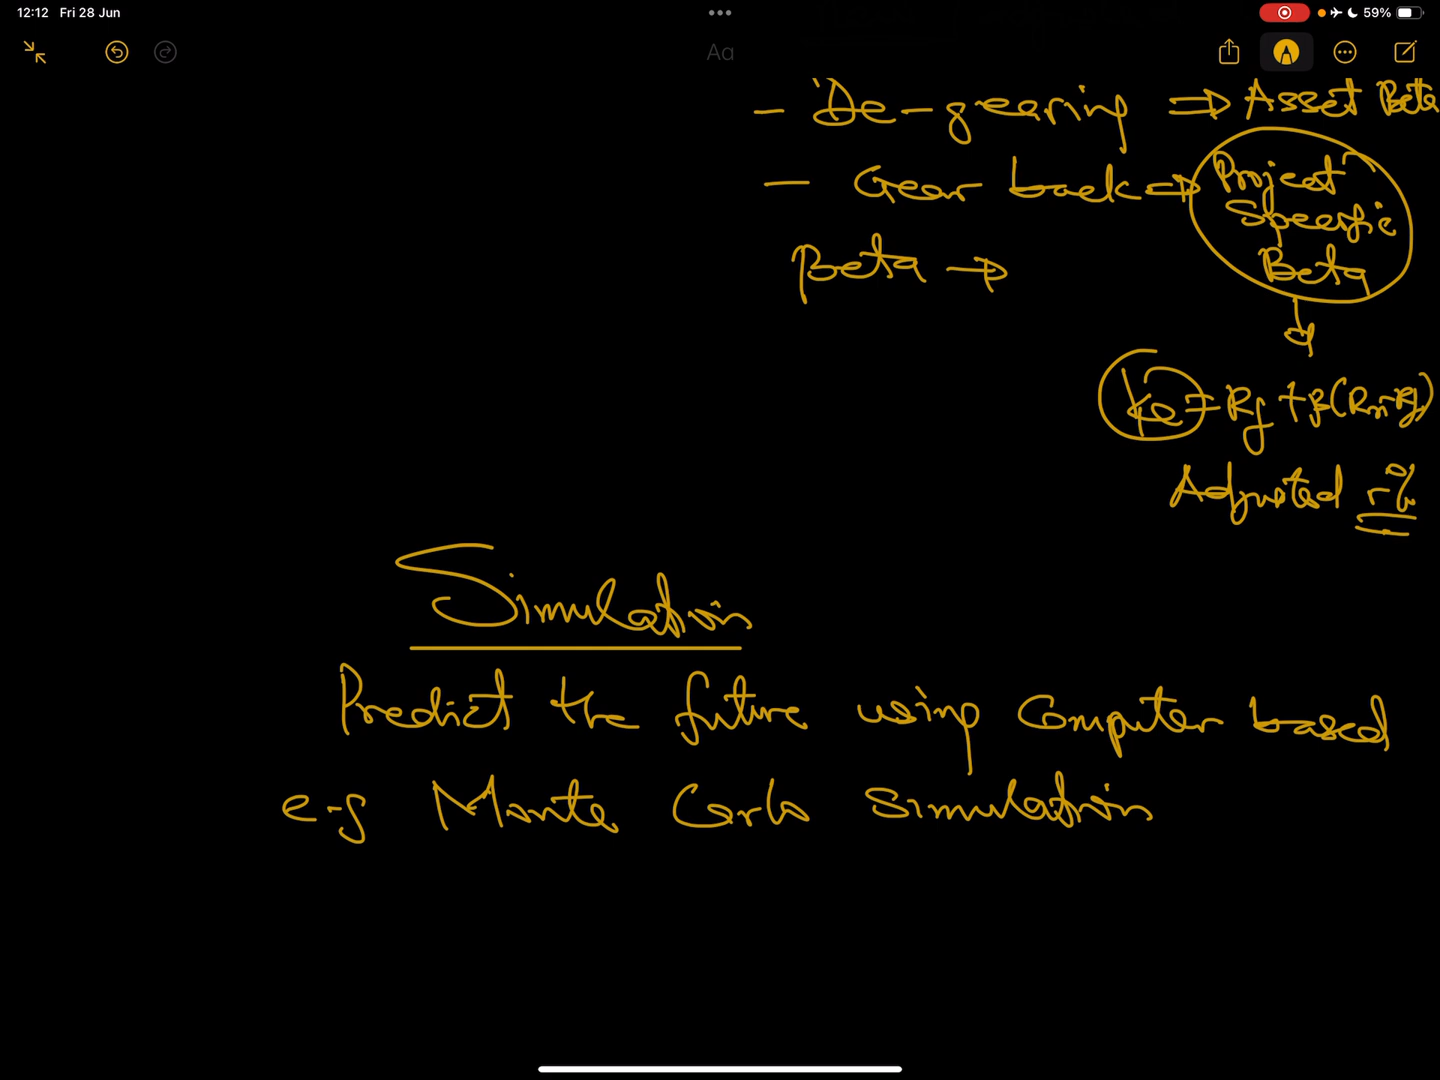 12:12 Fri 28 Jun
59%
Aa
- De-gearing ⇒ Asset Beta
- Gear back ⇒ Project Specific Beta
Beta →
Ke = Rf + β(Rm-Rf)
Adjusted r%
Simulation
Predict the future using Computer based
e-g Monte Carlo Simulation